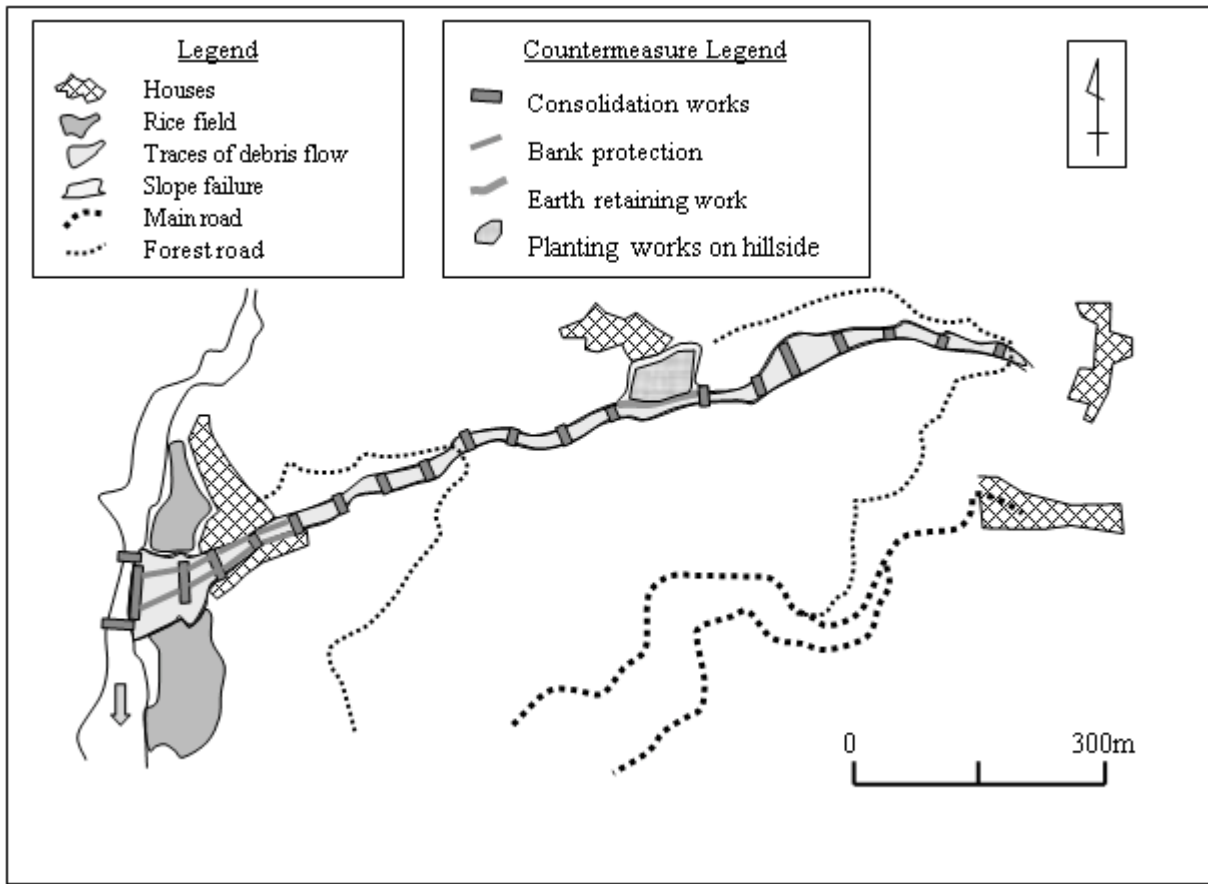 Legend
Houses
Rice field
Traces of debris flow
Slope failure
Main road
Forest road
Countermeasure Legend
Consolidation works
Bank protection
Earth retaining work
Planting works on hillside
0 300m